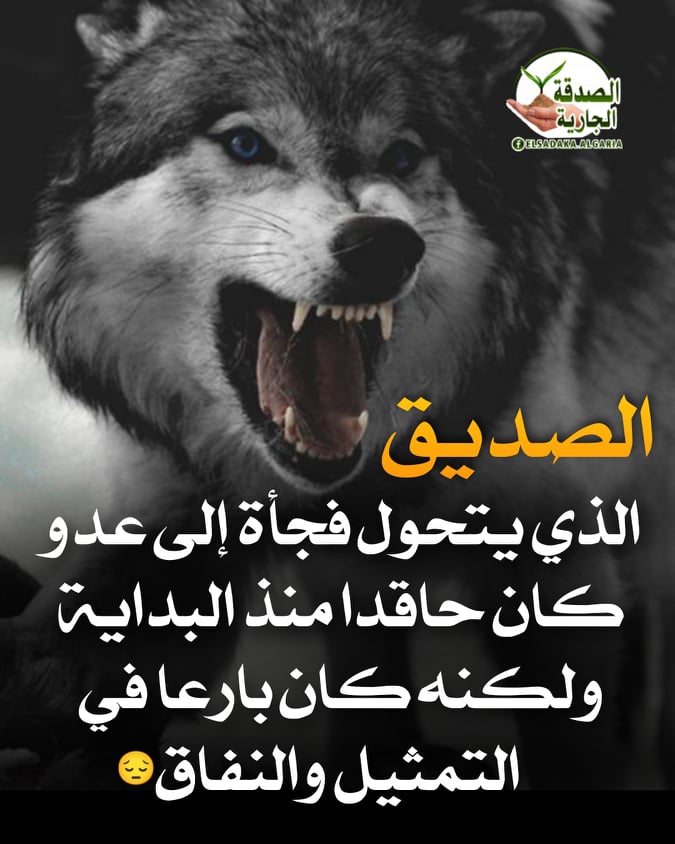 الصدقة
الجارية
ELSADAKA.ALGARIA
الصديق
الذي يتحول فجأة إلى عدو
كان حاقدا منذ البداية
ولكنه كان بارعا في
التمثيل والنفاق😔